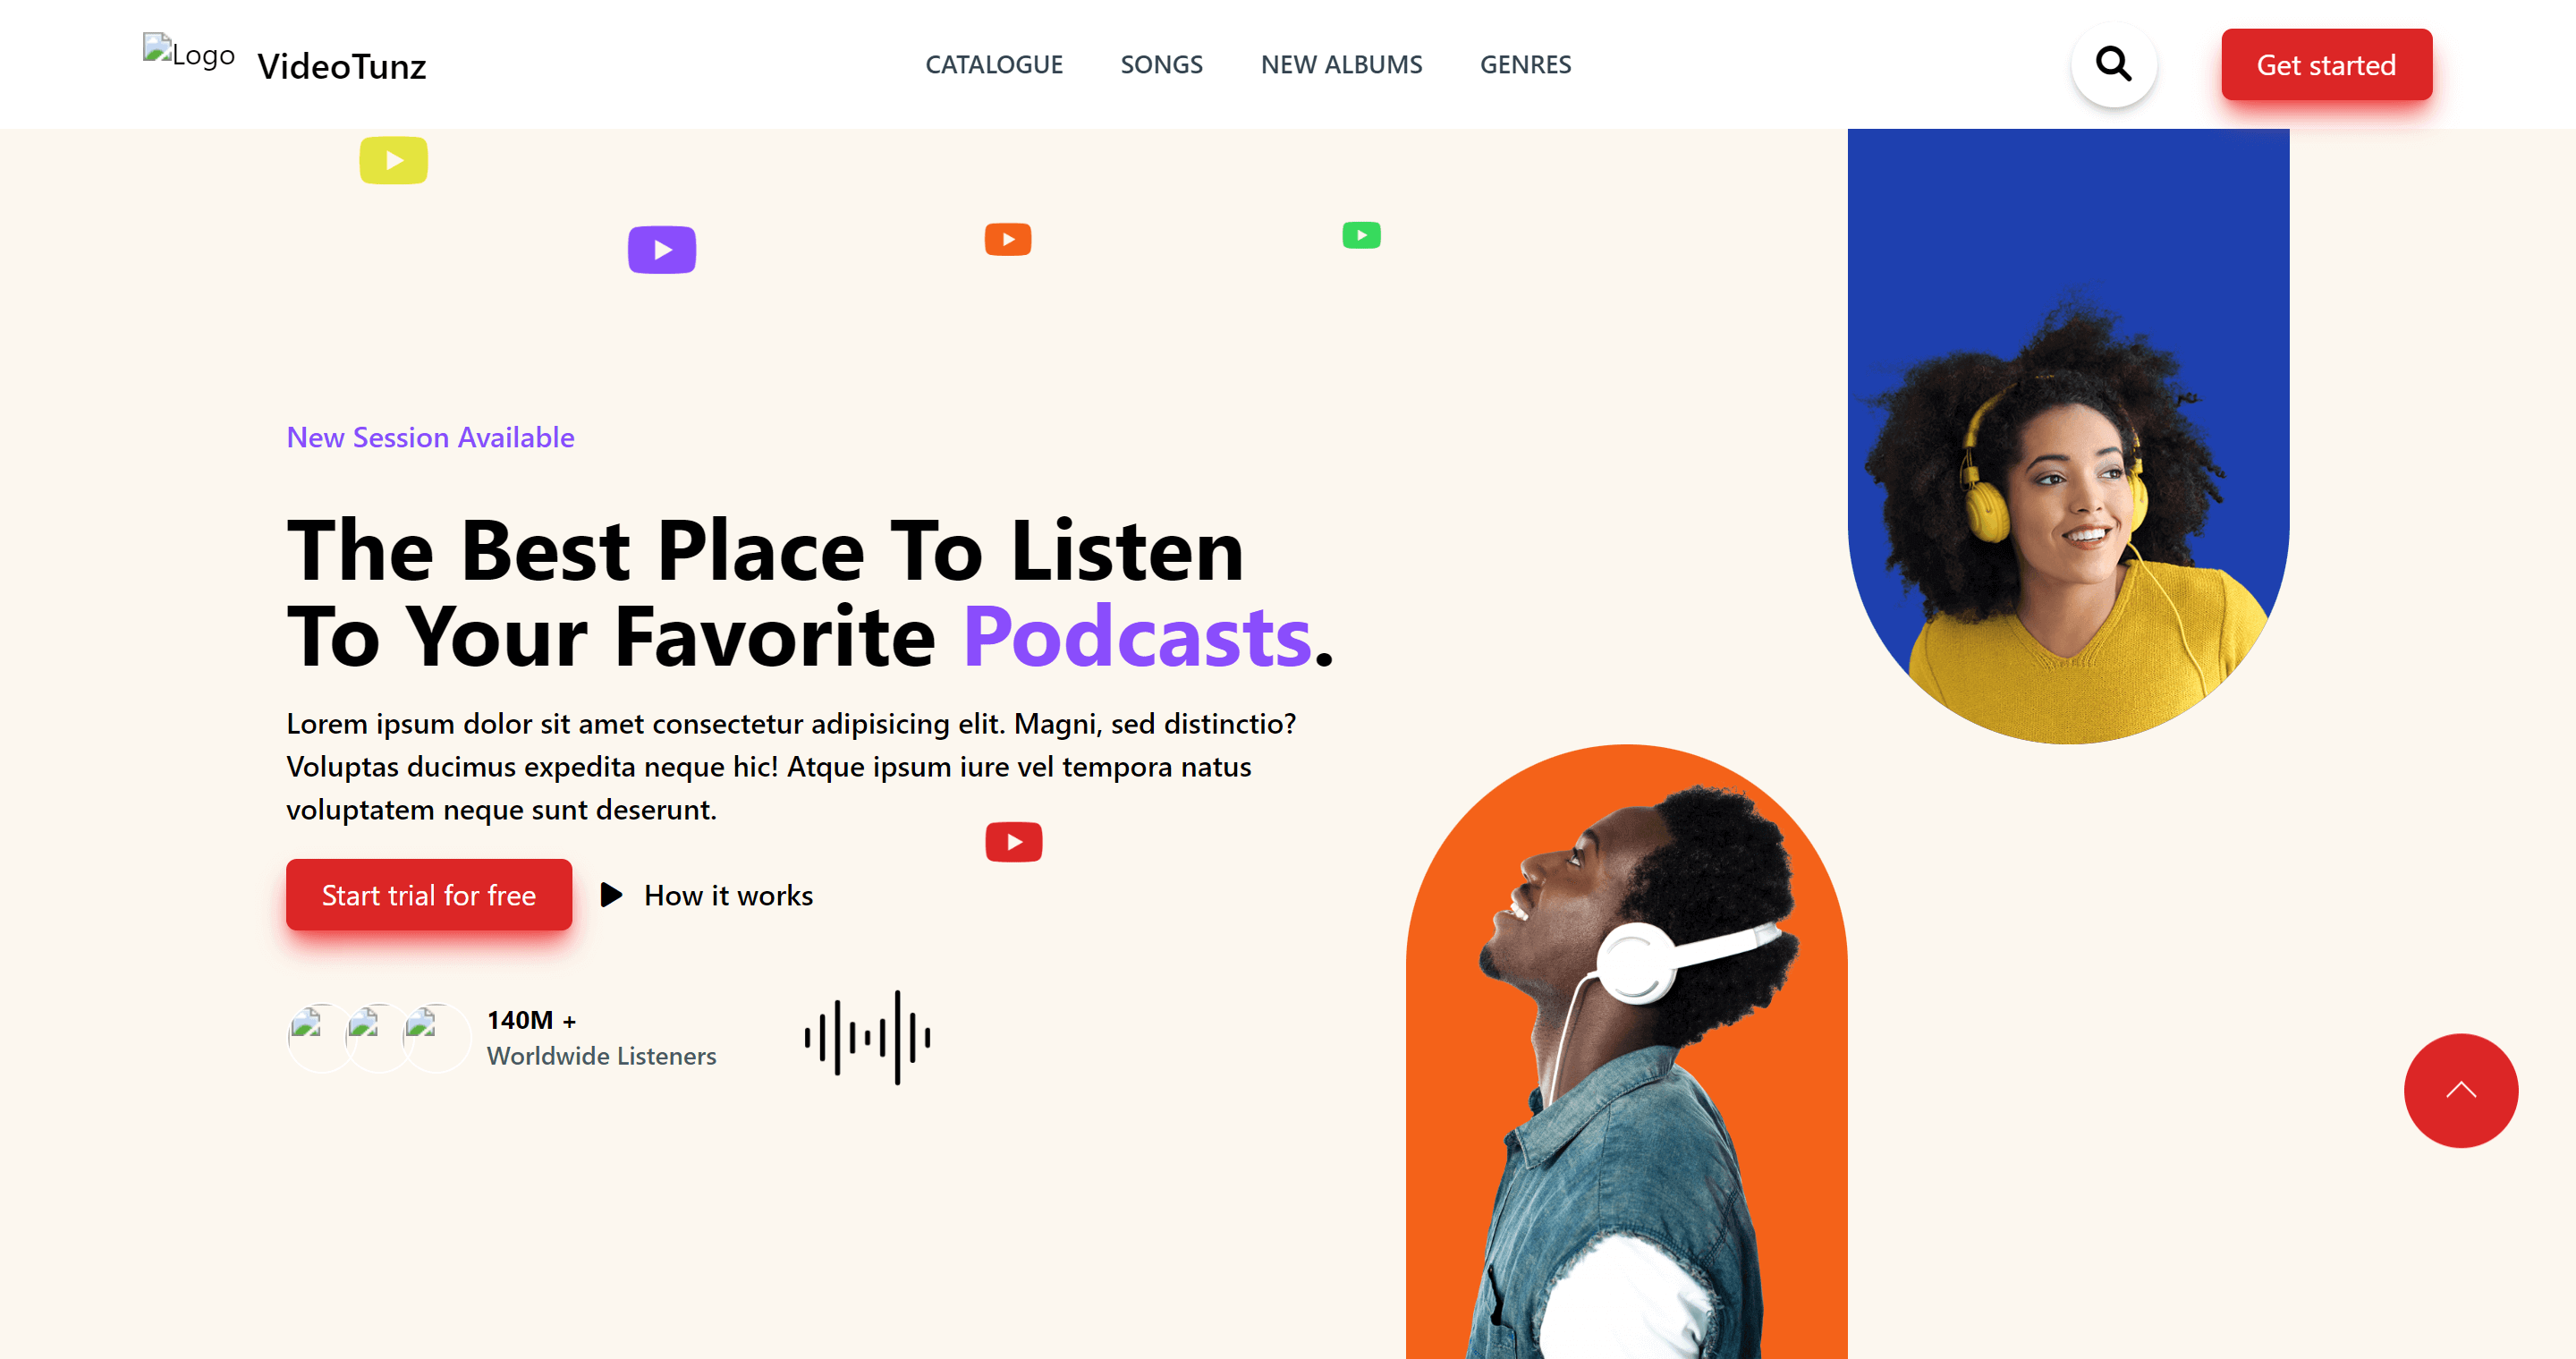 Logo
VideoTunz
CATALOGUE
SONGS
NEW ALBUMS
GENRES
Get started
New Session Available
The Best Place To Listen
To Your Favorite Podcasts.
Lorem ipsum dolor sit amet consectetur adipisicing elit. Magni, sed distinctio?
Voluptas ducimus expedita neque hic! Atque ipsum iure vel tempora natus
voluptatem neque sunt deserunt.
Start trial for free
How it works
140M +
Worldwide Listeners